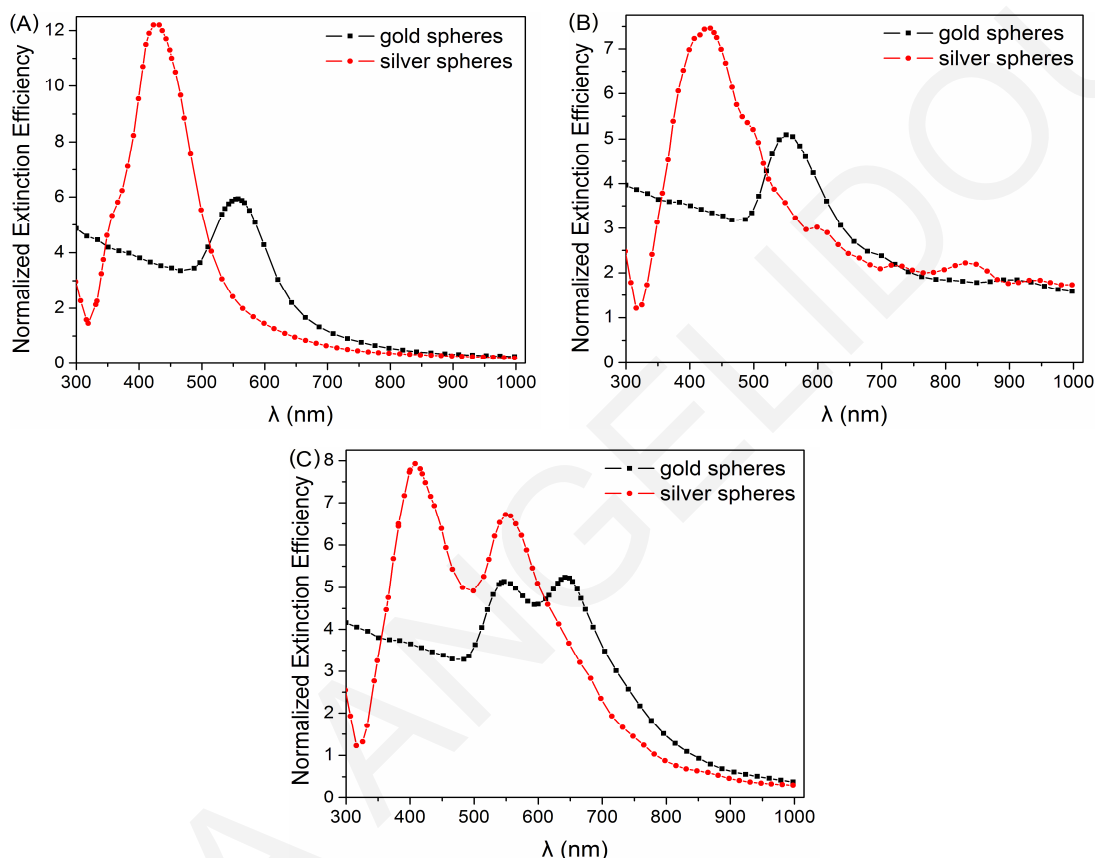 (A)
gold spheres
silver spheres
Normalized Extinction Efficiency
12
10
8
6
4
2
0
300 400 500 600 700 800 900 1000
λ (nm)
(B)
gold spheres
silver spheres
Normalized Extinction Efficiency
7
6
5
4
3
2
1
0
300 400 500 600 700 800 900 1000
λ (nm)
(C)
gold spheres
silver spheres
Normalized Extinction Efficiency
8
7
6
5
4
3
2
1
0
300 400 500 600 700 800 900 1000
λ (nm)
ANGELIDOU